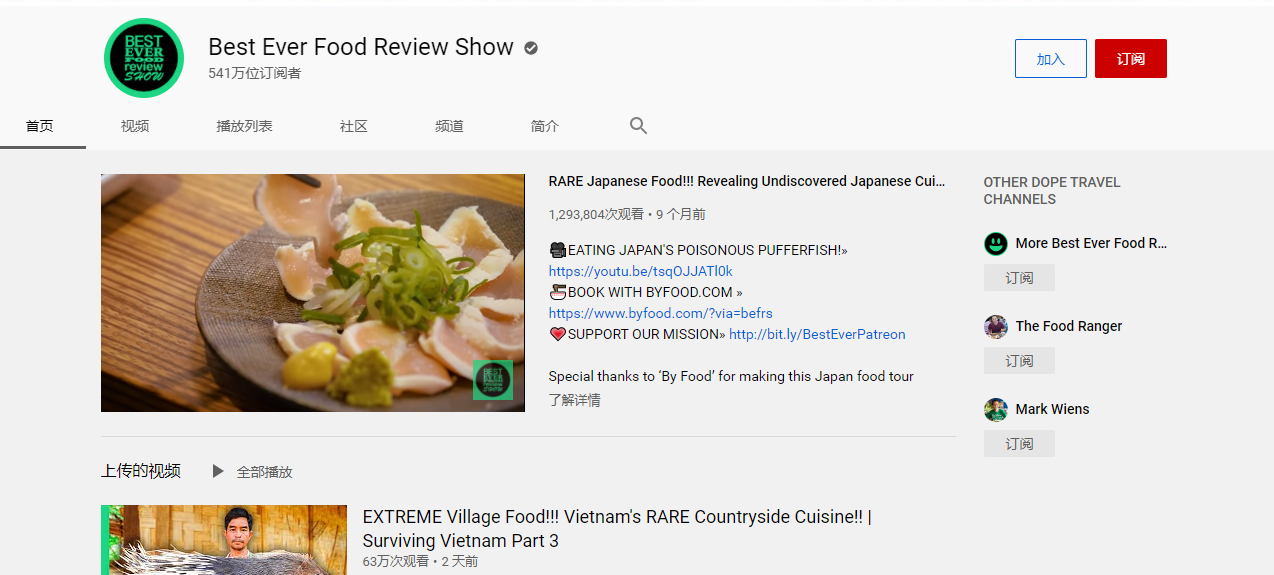 BEST
EVER
FOOD
review
SHOW
Best Ever Food Review Show
541万位订阅者
加入
订阅
首页
视频
播放列表
社区
频道
简介
RARE Japanese Food!!! Revealing Undiscovered Japanese Cui...
1,293,804次观看 • 9 个月前
EATING JAPAN'S POISONOUS PUFFERFISH!»
https://youtu.be/tsqOJJATl0k
BOOK WITH BYFOOD.COM »
https://www.byfood.com/?via=befrs
SUPPORT OUR MISSION» http://bit.ly/BestEverPatreon
Special thanks to ‘By Food’ for making this Japan food tour
了解详情
BEST
EVER
FOOD
review
SHOW
OTHER DOPE TRAVEL
CHANNELS
More Best Ever Food R...
订阅
The Food Ranger
订阅
Mark Wiens
订阅
上传的视频
全部播放
EXTREME Village Food!!! Vietnam's RARE Countryside Cuisine!! |
Surviving Vietnam Part 3
63万次观看 • 2 天前